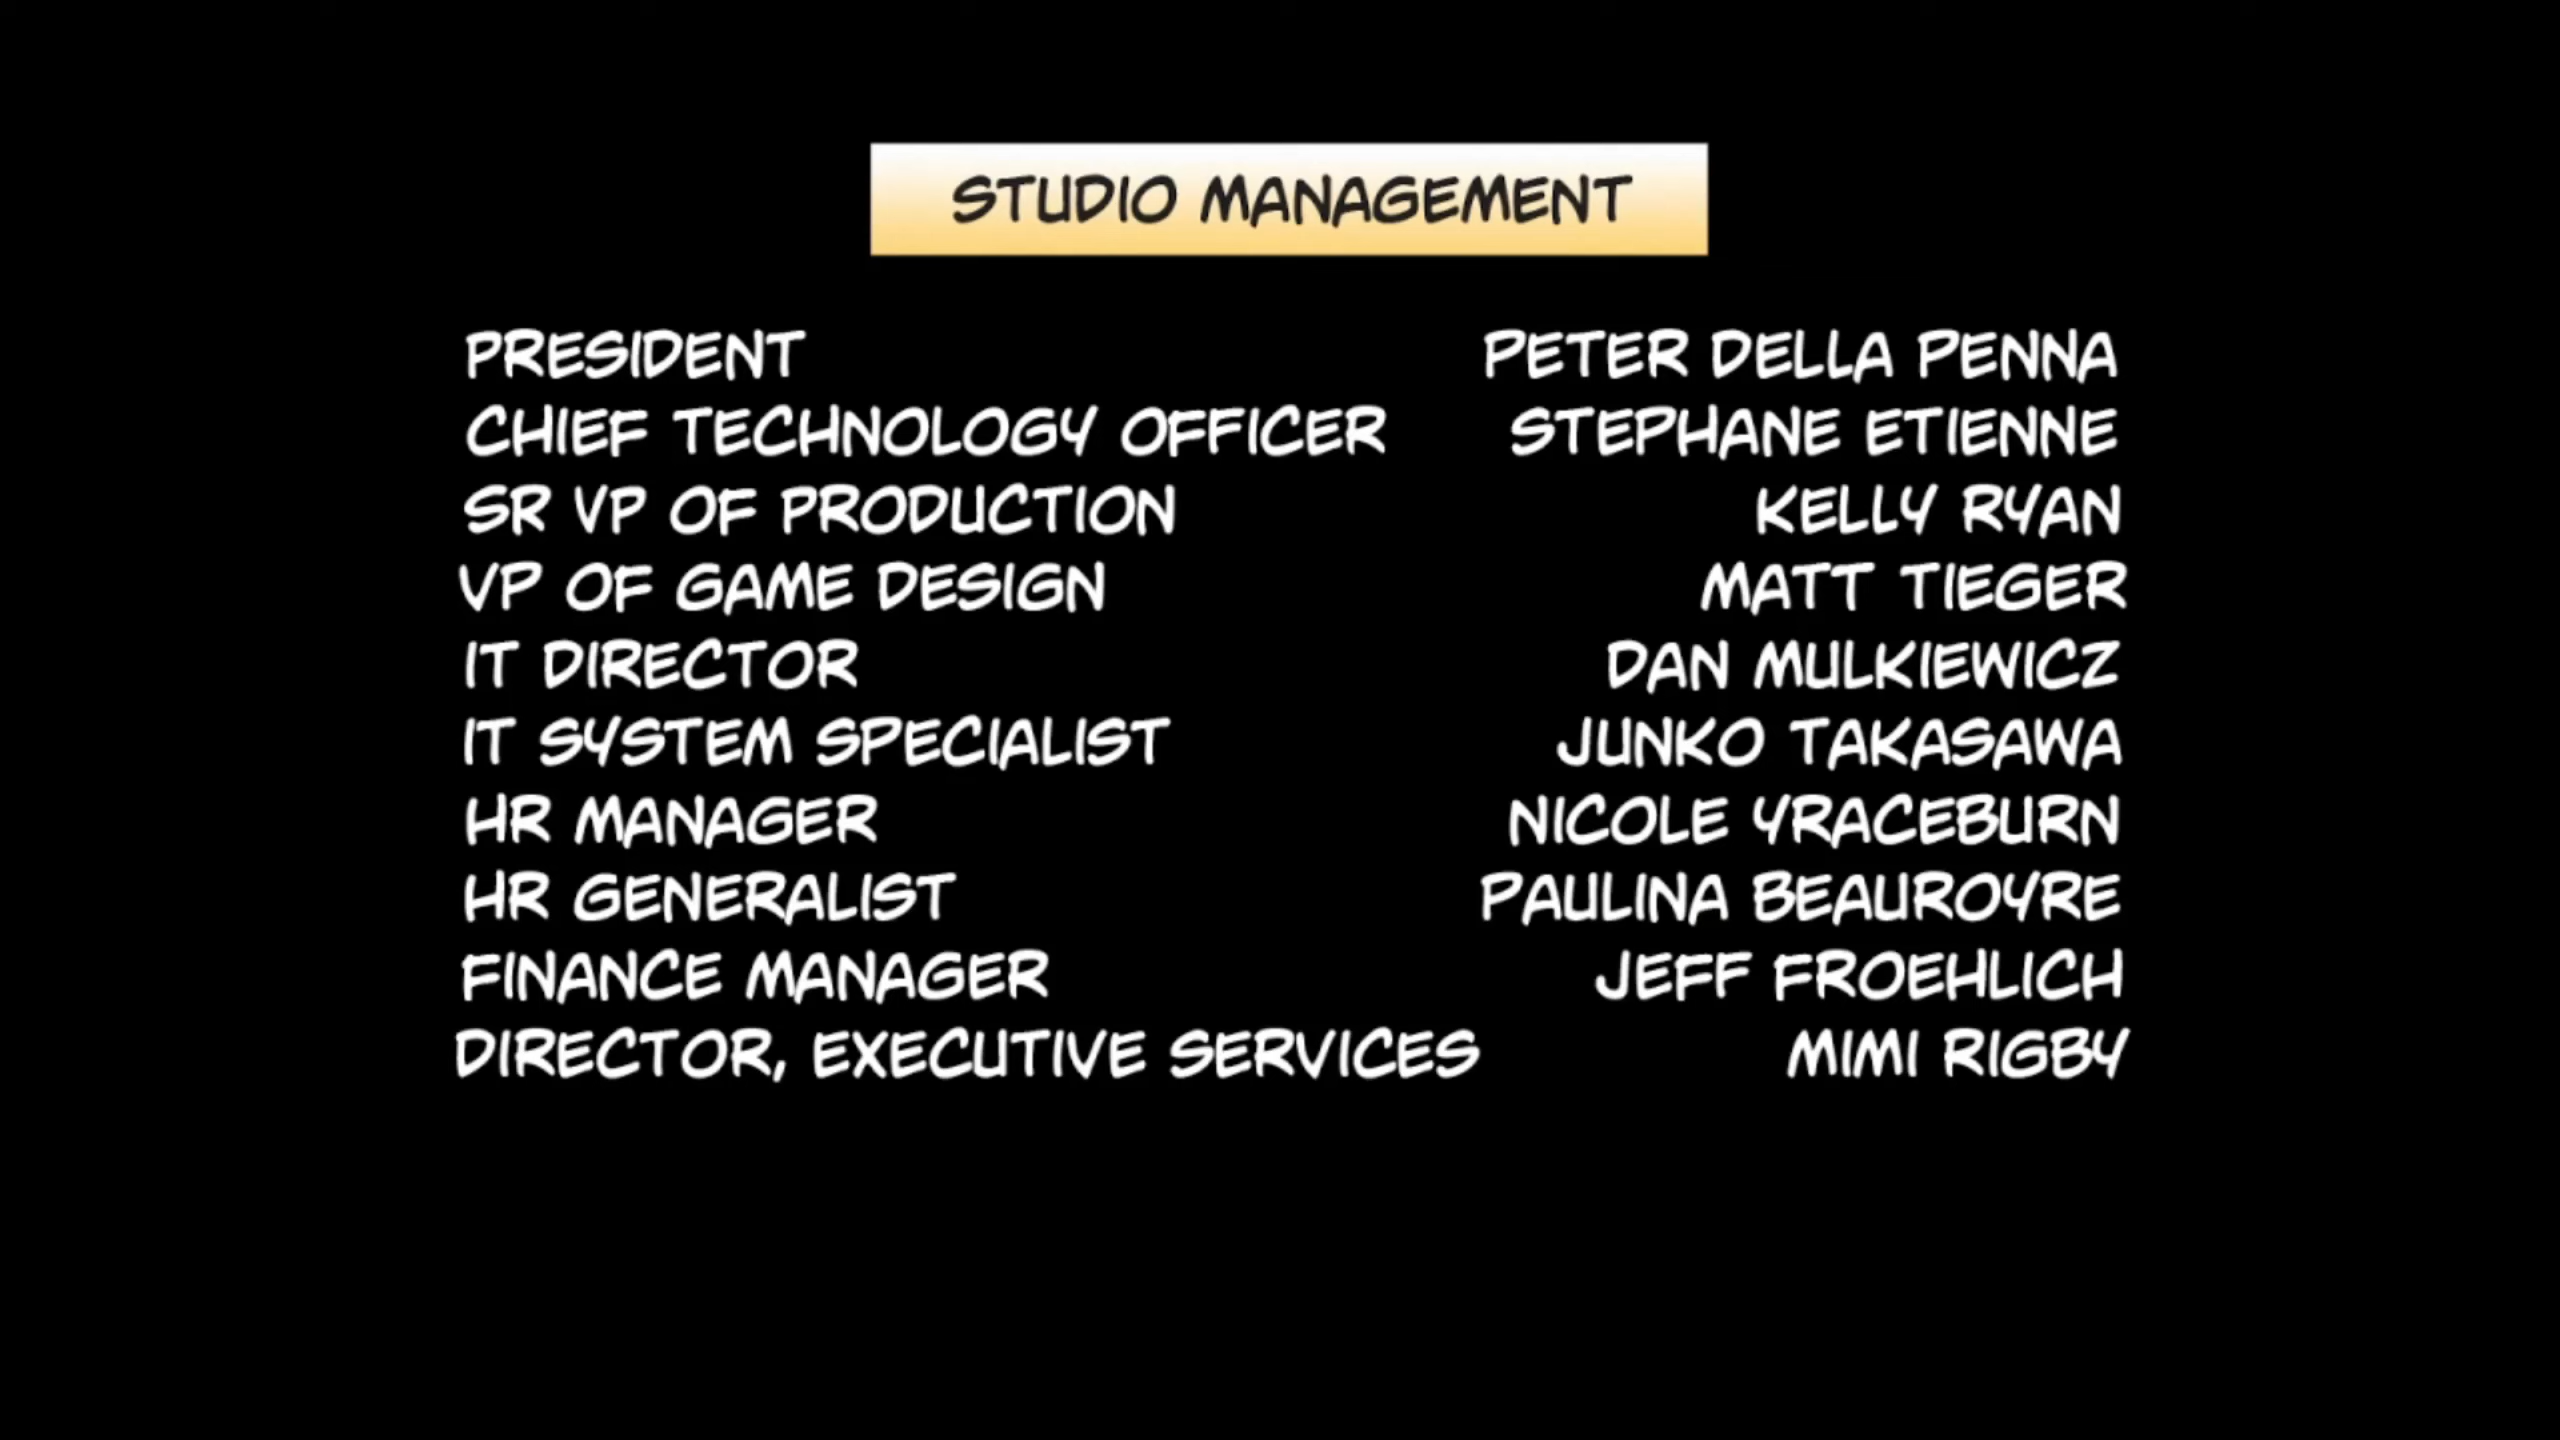 STUDIO MANAGEMENT
PRESIDENT PETER DELLA PENNA
CHIEF TECHNOLOGY OFFICER STEPHANE ETIENNE
SR VP OF PRODUCTION KELLY RYAN
VP OF GAME DESIGN MATT TIEGER
IT DIRECTOR DAN MULKIEWICZ
IT SYSTEM SPECIALIST JUNKO TAKASAWA
HR MANAGER NICOLE YRACEBURN
HR GENERALIST PAULINA BEAUROYRE
FINANCE MANAGER JEFF FROEHLICH
DIRECTOR, EXECUTIVE SERVICES MIMI RIGBY